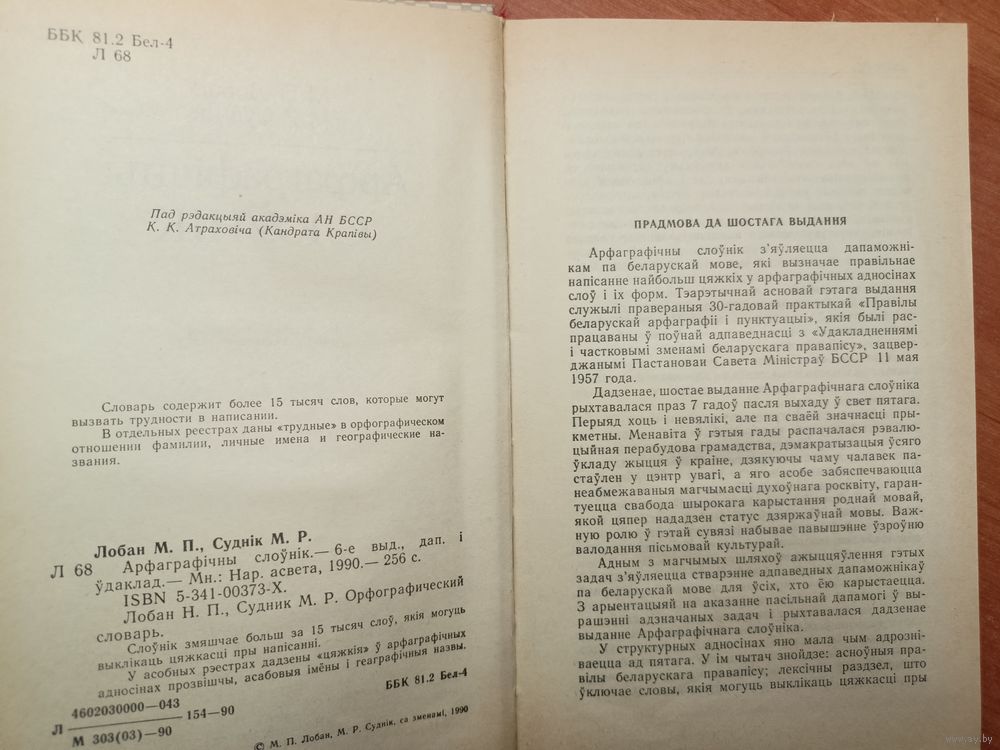 ББК 81.2 Бел-4
Л 68
Пад рэдакцыяй акадэміка АН БССР
К. К. Атраховіча (Кандрата Крапівы)
Словарь содержит более 15 тысяч слов, которые могут
вызвать трудности в написании.
В отдельных реестрах даны «трудные» в орфографическом
отношении фамилии, личные имена и географические на-
звания.
Лобан М. П., Суднік М. Р.
Л 68 Арфаграфічны слоўнік.— 6-е выд., дап. і
ўдаклад.— Мн.: Нар. асвета, 1990.— 256 с.
ISBN 5-341-00373-X.
Лобан Н. П., Судник М. Р. Орфографический
словарь.
Слоўнік змяшчае больш за 15 тысяч слоў, якія могуць
выклікаць цяжкасці пры напісанні.
У асобных рэестрах дадзены «цяжкія» ў арфаграфічных
адносінах прозвішчы, асабовыя імёны і геаграфічныя назвы.
4602030000—043
Л 154—90
М 303(03)—90
ББК 81.2 Бел-4
© М. П. Лобан, М. Р. Суднік, са зменамі, 1990
ПРАДМОВА ДА ШОСТАГА ВЫДАННЯ
Арфаграфічны слоўнік з'яўляецца дапаможні-
кам па беларускай мове, які вызначае правільнае
напісанне найбольш цяжкіх у арфаграфічных адносінах
слоў і іх форм. Тэарэтычнай асновай гэтага выдання
служылі правераныя 30-гадовай практыкай «Правілы
беларускай арфаграфіі і пунктуацыі», якія былі рас-
працаваны ў поўнай адпаведнасці з «Удакладненнямі
і частковымі зменамі беларускага правапісу», зацвер-
джанымі Пастановаи Савета Міністраў БССР 11 мая
1957 года.
Дадзенае, шостае выданне Арфаграфічнага слоўніка
рыхтавалася праз 7 гадоў пасля выхаду ў свет пятага.
Перыяд хоць і невялікі, але па сваёй значнасці пры-
кметны. Менавіта ў гэтыя гады распачалася рэвалю-
цыйная перабудова грамадства, дэмакратызацыя ўсяго
ўкладу жыцця ў краіне, дзякуючы чаму чалавек па-
стаўлен у цэнтр увагі, а яго асобе забяспечваюцца
неабмежаваныя магчымасці духоўнага росквіту, гаран-
туецца свабода шырокага карыстання роднай мовай,
якой цяпер нададзен статус дзяржаўнай мовы. Важ-
ную ролю ў гэтай сувязі набывае павышэнне ўзроўню
валодання пісьмовай культурай.
Адным з магчымых шляхоў ажыццяўлення гэтых
задач з'яўляецца стварэнне адпаведных дапаможнікаў
па беларускай мове для ўсіх, хто ёю карыстаецца.
З арыентацыяй на аказанне пасільнай дапамогі ў вы-
рашэнні адзначаных задач і рыхтавалася дадзенае
выданне Арфаграфічнага слоўніка.
У структурных адносінах яно мала чым адрозні-
ваецца ад пятага. У ім чытач знойдзе: асноўныя пра-
вілы беларускага правапісу; лексічны раздзел, што
ўключае словы, якія могуць выклікаць цяжкасці пры
www.ay.by